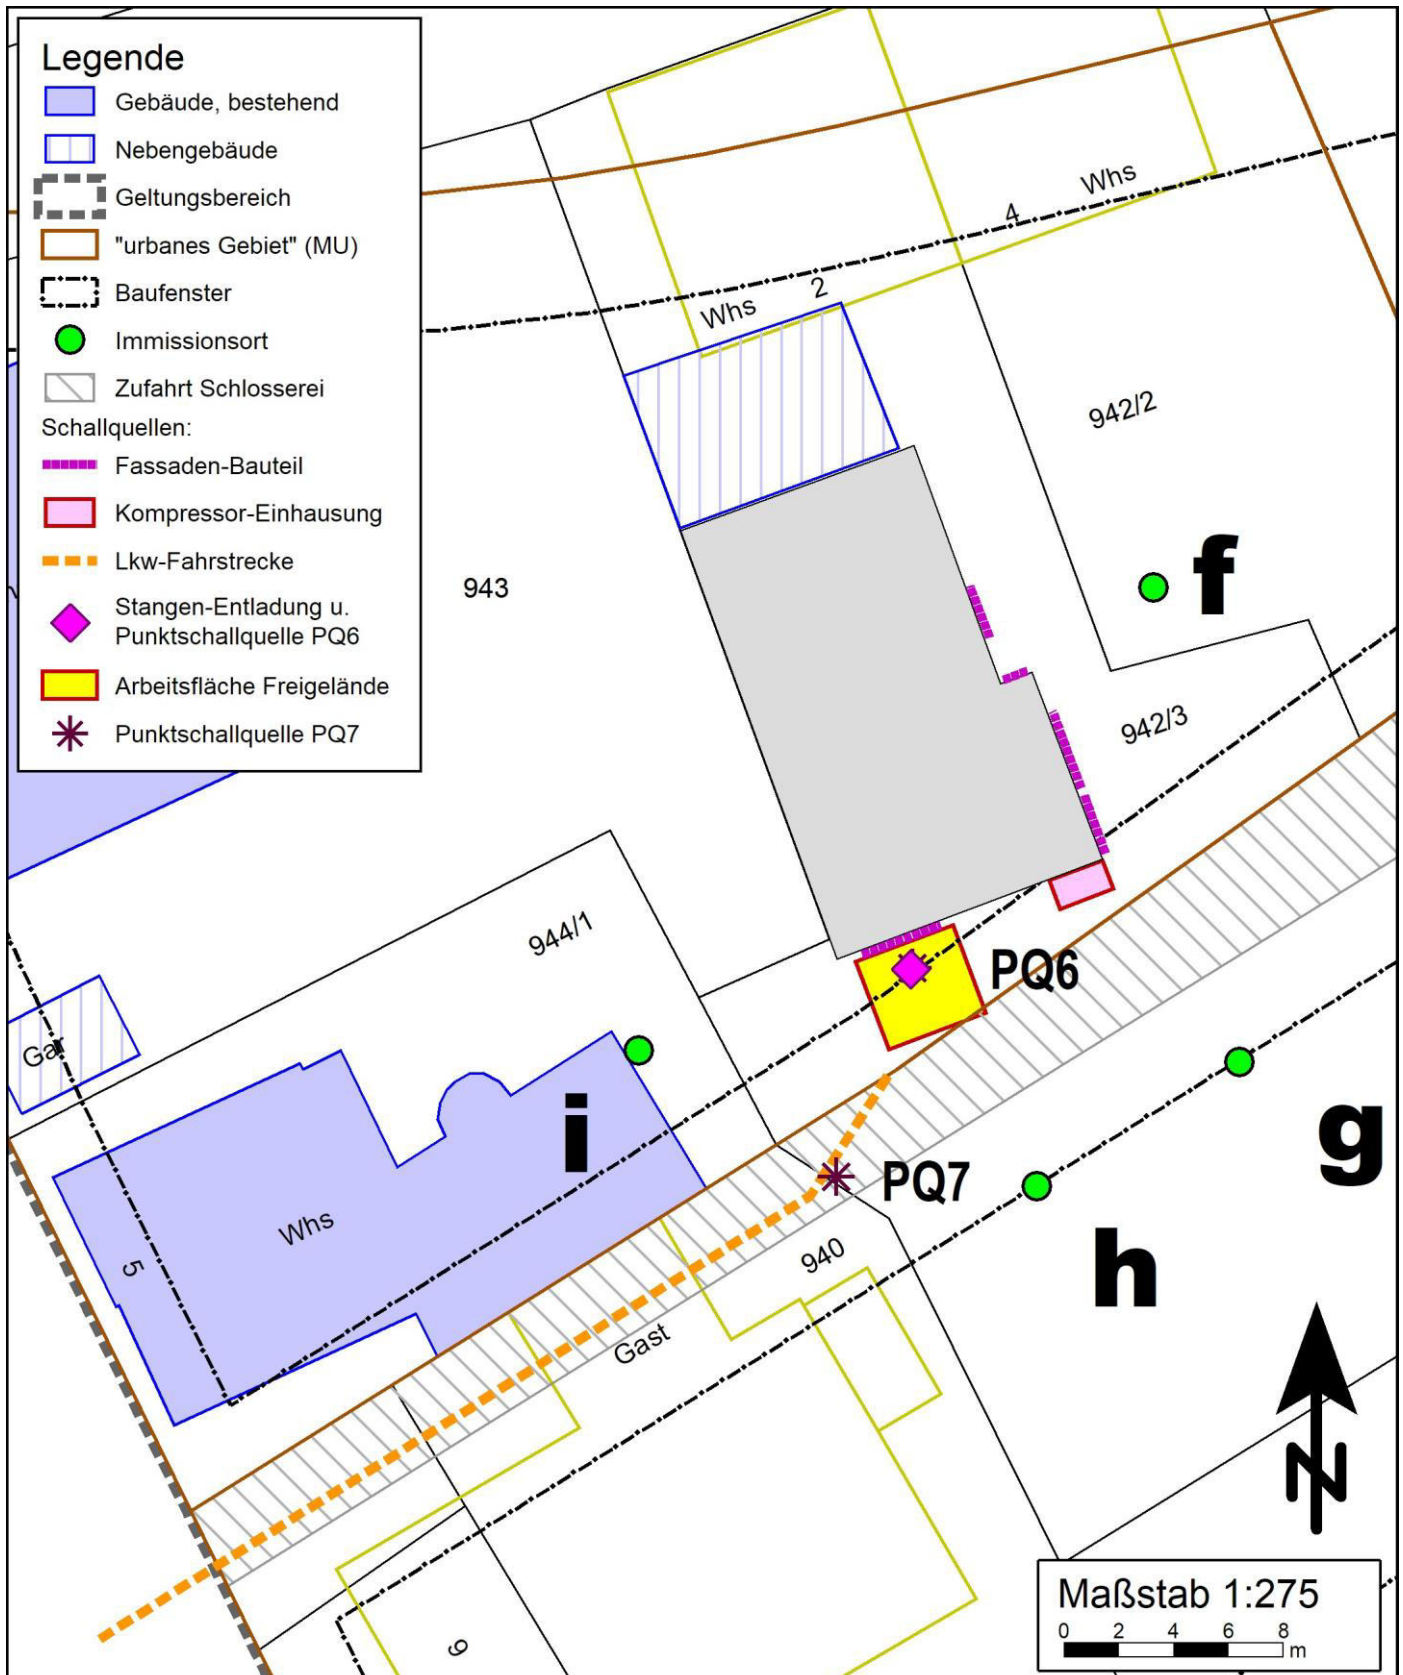 Legende
Gebäude, bestehend
Nebengebäude
Geltungsbereich
"urbanes Gebiet" (MU)
Baufenster
Immissionsort
Zufahrt Schlosserei
Schallquellen:
Fassaden-Bauteil
Kompressor-Einhausung
Lkw-Fahrstrecke
Stangen-Entladung u.
Punktschallquelle PQ6
Arbeitsfläche Freigelände
Punktschallquelle PQ7
Whs
4
Whs
2
942/2
f
943
942/3
944/1
PQ6
Gar
i
g
PQ7
Whs
5
940
h
Gast
9
N
Maßstab 1:275
0 2 4 6 8
m